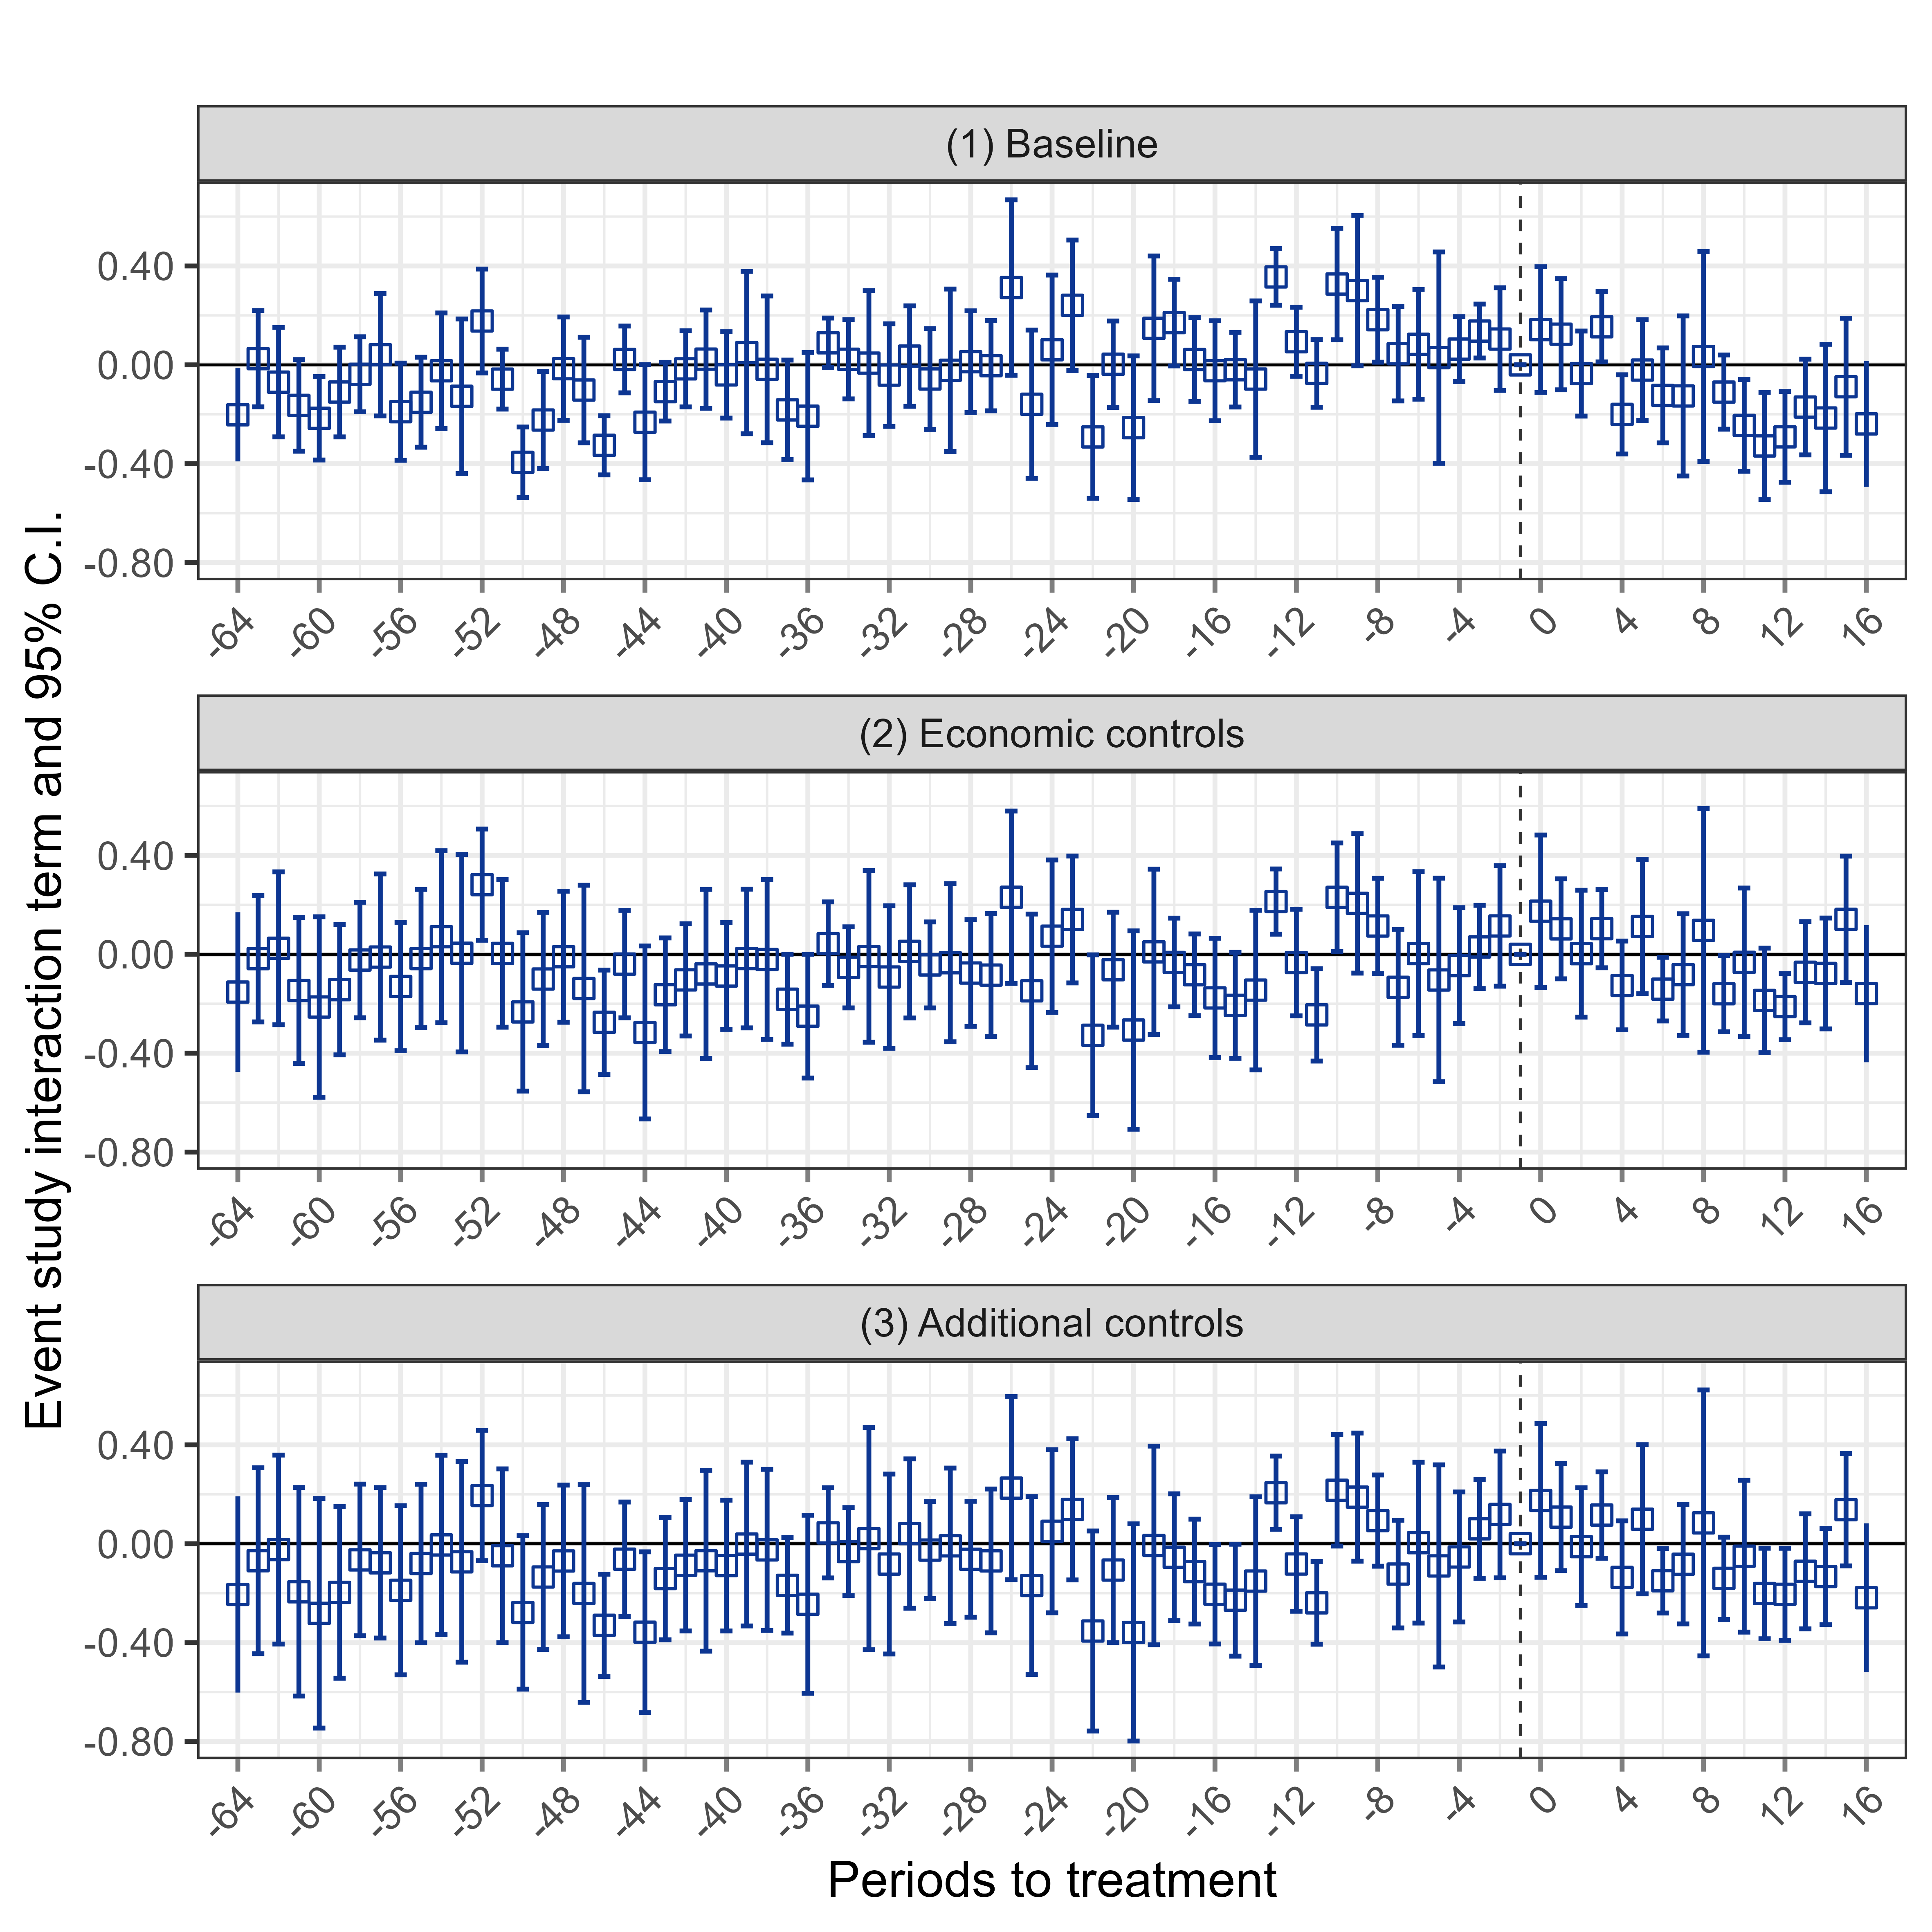 (1) Baseline
0.40
0.00
-0.40
-0.80
-64 -60 -56 -52 -48 -44 -40 -36 -32 -28 -24 -20 -16 -12 -8 -4 0 4 8 12 16
Event study interaction term and 95% C.I.
(2) Economic controls
0.40
0.00
-0.40
-0.80
-64 -60 -56 -52 -48 -44 -40 -36 -32 -28 -24 -20 -16 -12 -8 -4 0 4 8 12 16
(3) Additional controls
0.40
0.00
-0.40
-0.80
-64 -60 -56 -52 -48 -44 -40 -36 -32 -28 -24 -20 -16 -12 -8 -4 0 4 8 12 16
Periods to treatment